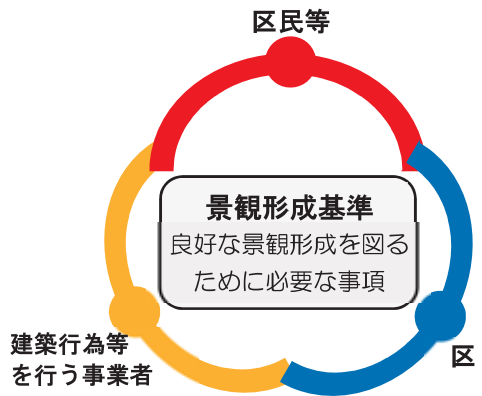 区民等
景観形成基準
良好な景観形成を図る
ために必要な事項
建築行為等
を行う事業者
区